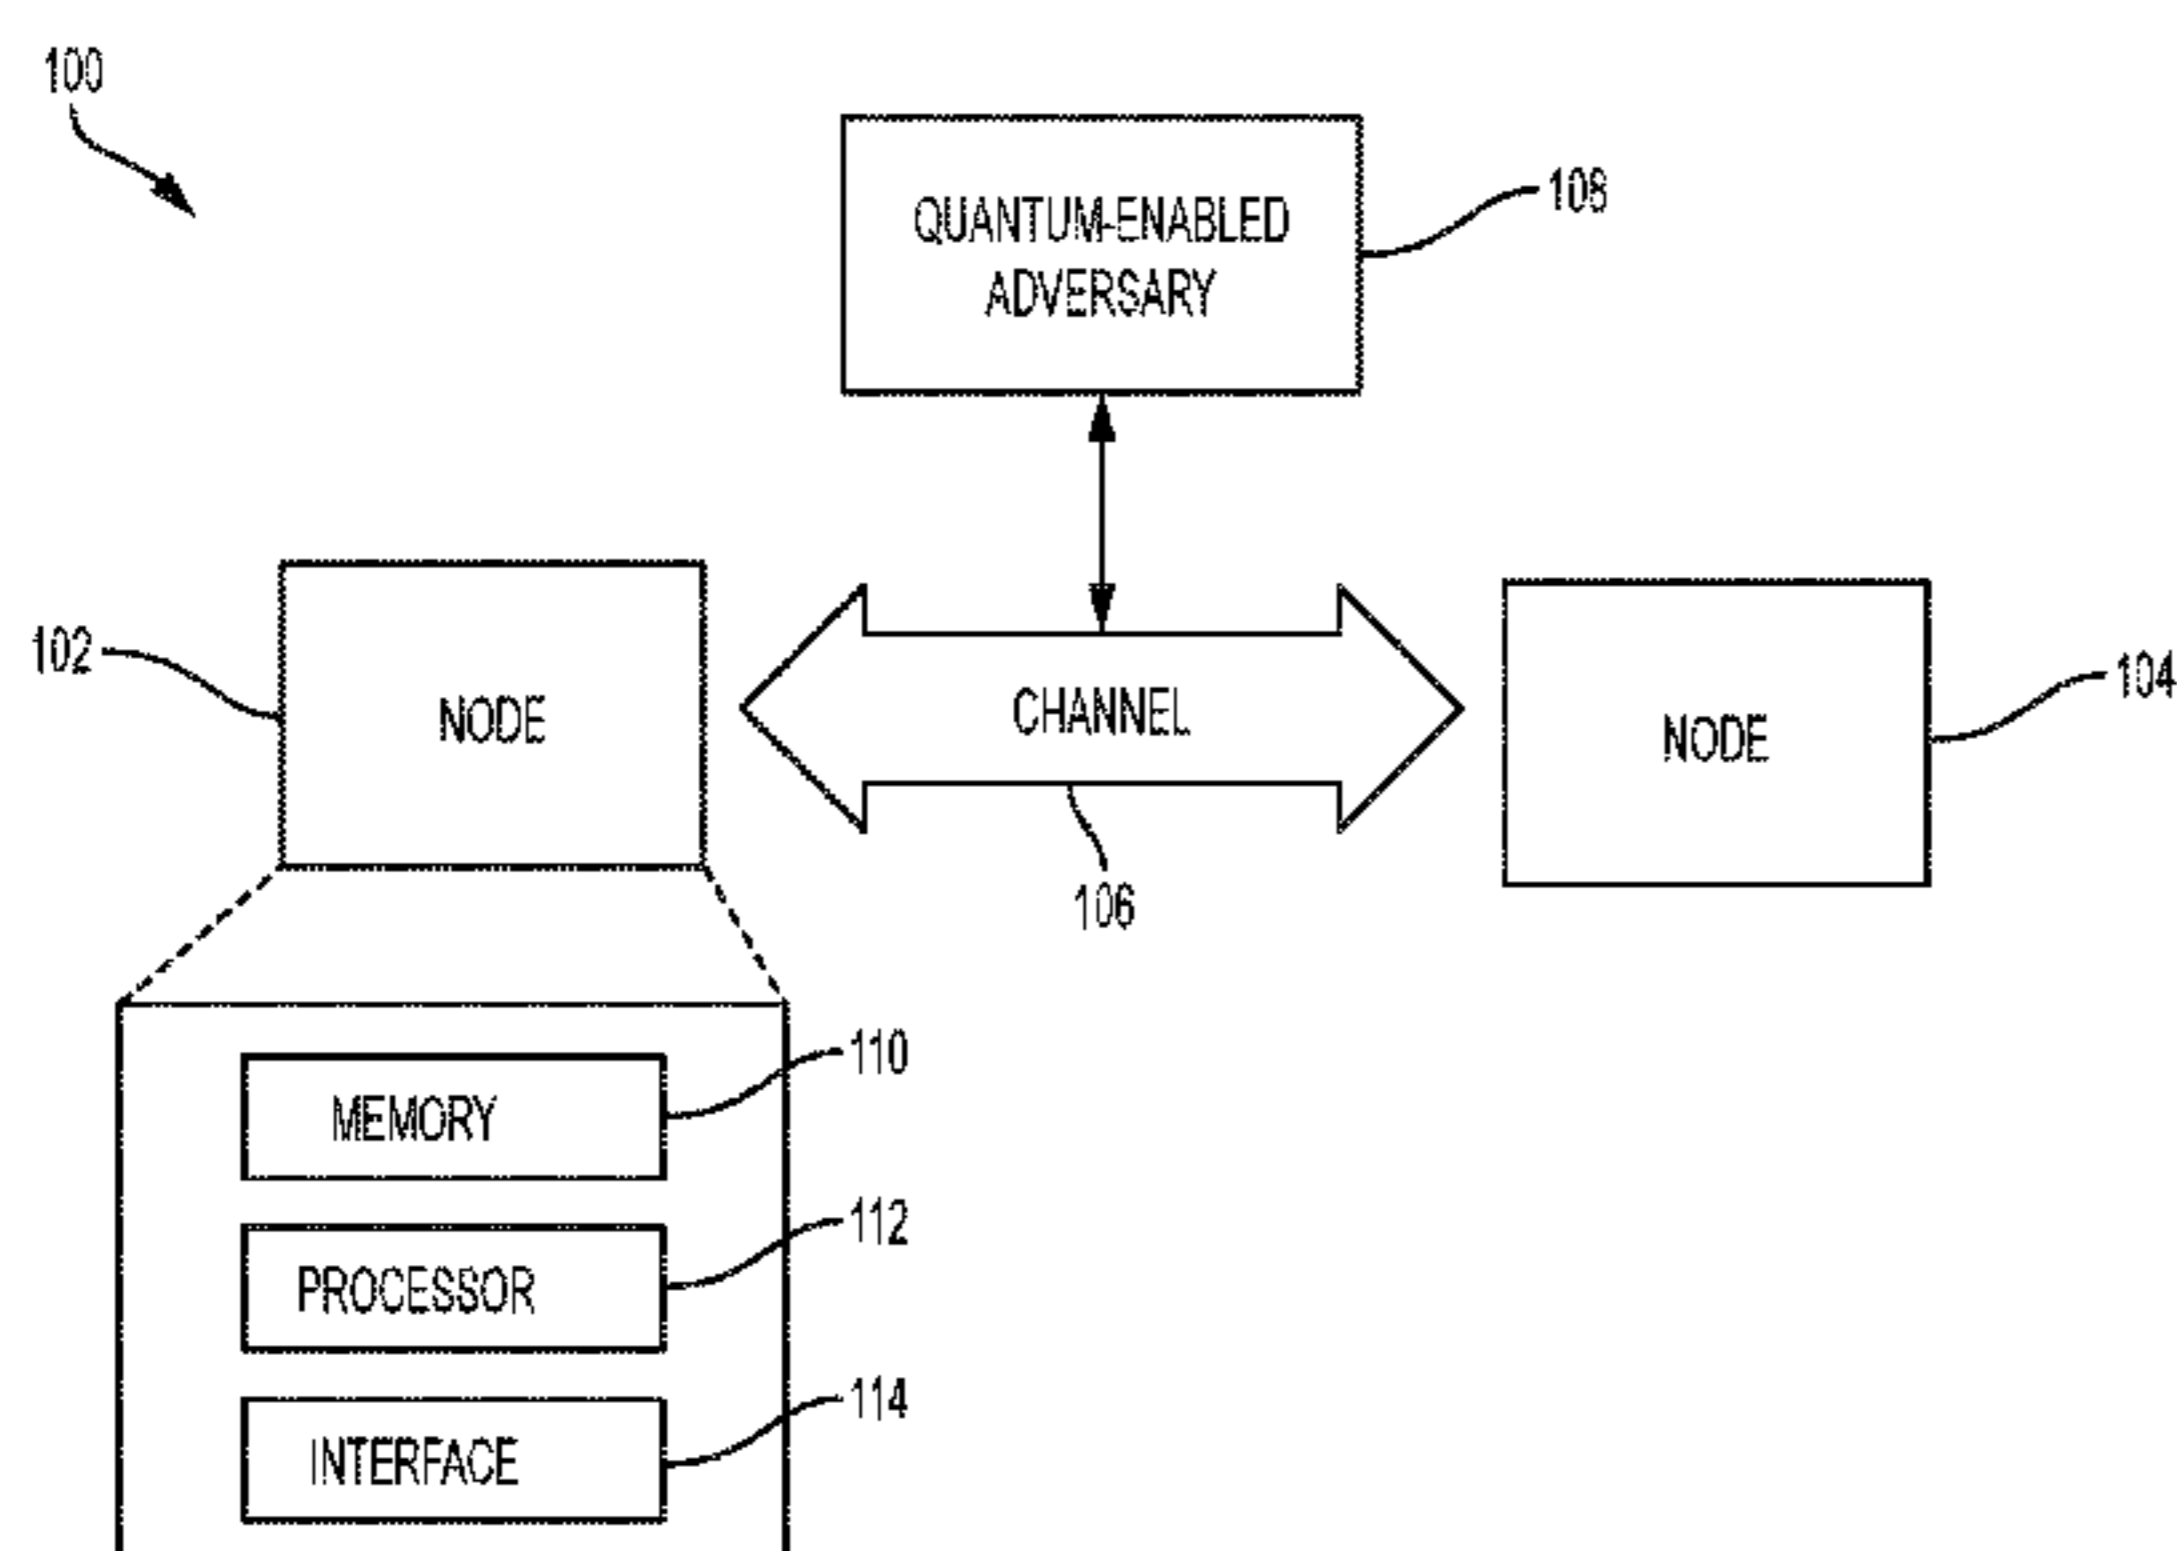 100
QUANTUM-ENABLED
ADVERSARY
108
102
NODE
CHANNEL
NODE
104
106
MEMORY
110
PROCESSOR
112
INTERFACE
114